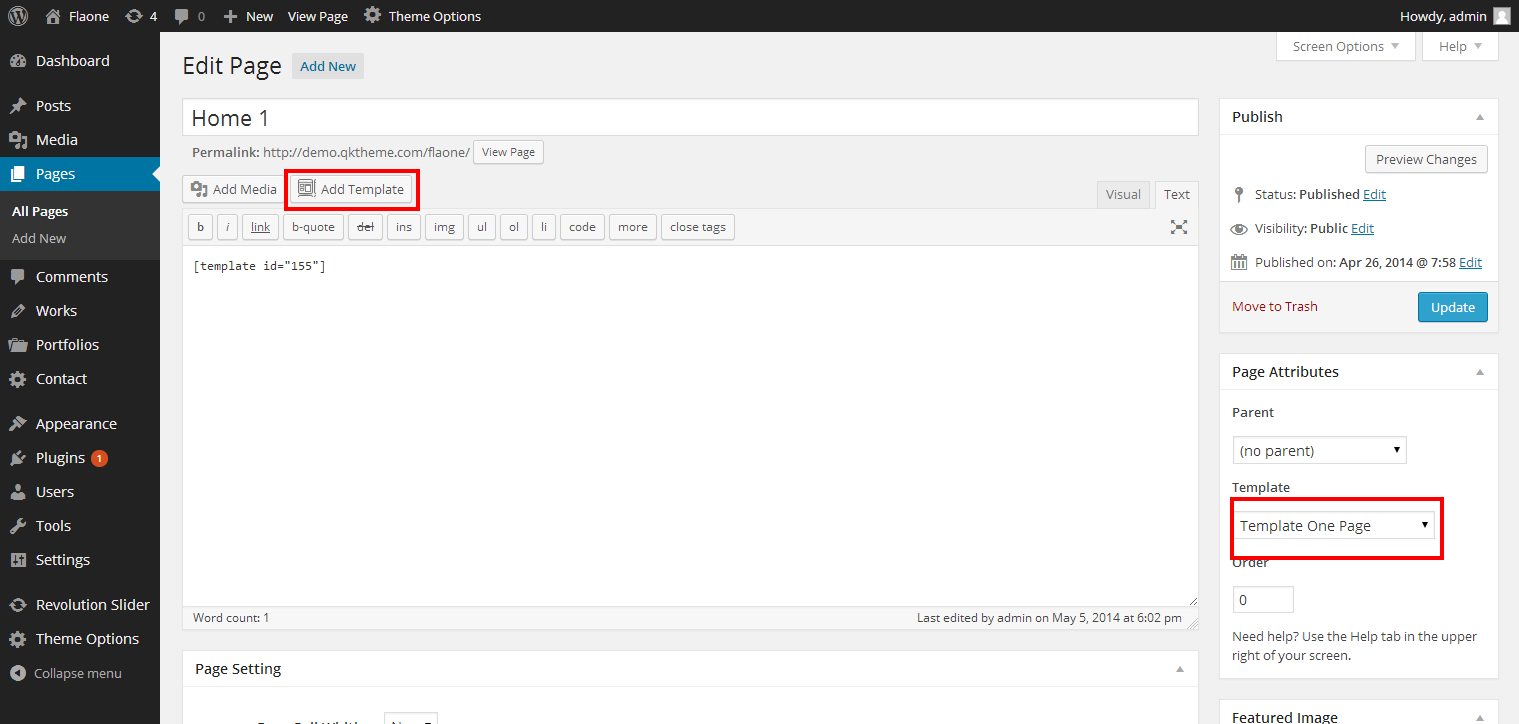 Flaone 4 0 New View Page Theme Options Howdy, admin
Dashboard
Posts
Media
Pages
All Pages
Add New
Comments
Works
Portfolios
Contact
Appearance
Plugins 1
Users
Tools
Settings
Revolution Slider
Theme Options
Collapse menu
Screen Options Help
Edit Page Add New
Home 1
Permalink: http://demo.qktheme.com/flaone/ View Page
Add Media Add Template Visual Text
b i link b-quote del ins img ul ol li code more close tags
[template id="155"]
Word count: 1 Last edited by admin on May 5, 2014 at 6:02 pm
Page Setting
Publish
Preview Changes
Status: Published Edit
Visibility: Public Edit
Published on: Apr 26, 2014 @ 7:58 Edit
Move to Trash Update
Page Attributes
Parent
(no parent)
Template
Template One Page
Order
0
Need help? Use the Help tab in the upper
right of your screen.
Featured Image